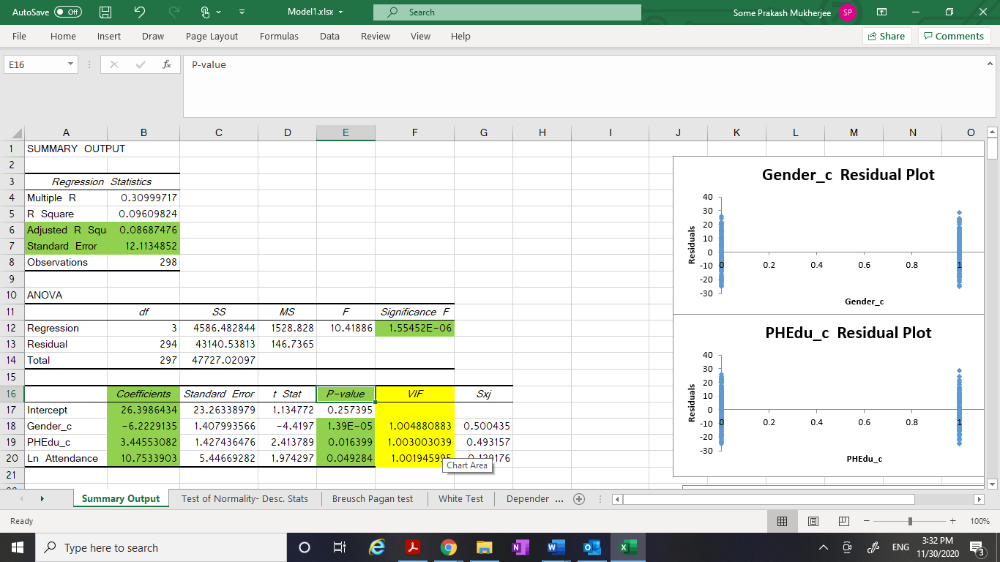 AutoSave Off Model1.xlsx Search Some Prakash Mukherjee SP
File Home Insert Draw Page Layout Formulas Data Review View Help Share Comments
E16 fx P-value
A B C D E F G H I J K L M N O
1 SUMMARY OUTPUT
2
3 Regression Statistics
4 Multiple R 0.30999717
5 R Square 0.09609824
6 Adjusted R Squ 0.08687476
7 Standard Error 12.1134852
8 Observations 298
9
10 ANOVA
11 df SS MS F Significance F
12 Regression 3 4586.482844 1528.828 10.41886 1.55452E-06
13 Residual 294 43140.53813 146.7365
14 Total 297 47727.02097
15
16 Coefficients Standard Error t Stat P-value VIF Sxj
17 Intercept 26.3986434 23.26338979 1.134772 0.257395
18 Gender_c -6.2229135 1.407993566 -4.4197 1.39E-05 1.004880883 0.500435
19 PHEdu_c 3.44553082 1.427436476 2.413789 0.016399 1.003003039 0.493157
20 Ln Attendance 10.7533903 5.44669282 1.974297 0.049284 1.001945995
Chart Area
21
Gender_c Residual Plot
40
30
20
10
0
-10
-20
-30
Residuals
0 0.2 0.4 0.6 0.8 1
Gender_c
PHEdu_c Residual Plot
40
30
20
10
0
-10
-20
-30
Residuals
0 0.2 0.4 0.6 0.8 1
PHEdu_c
Summary Output Test of Normality- Desc. Stats Breusch Pagan test White Test Depender ...
Ready 100%
Type here to search ENG 3:32 PM
11/30/2020 3